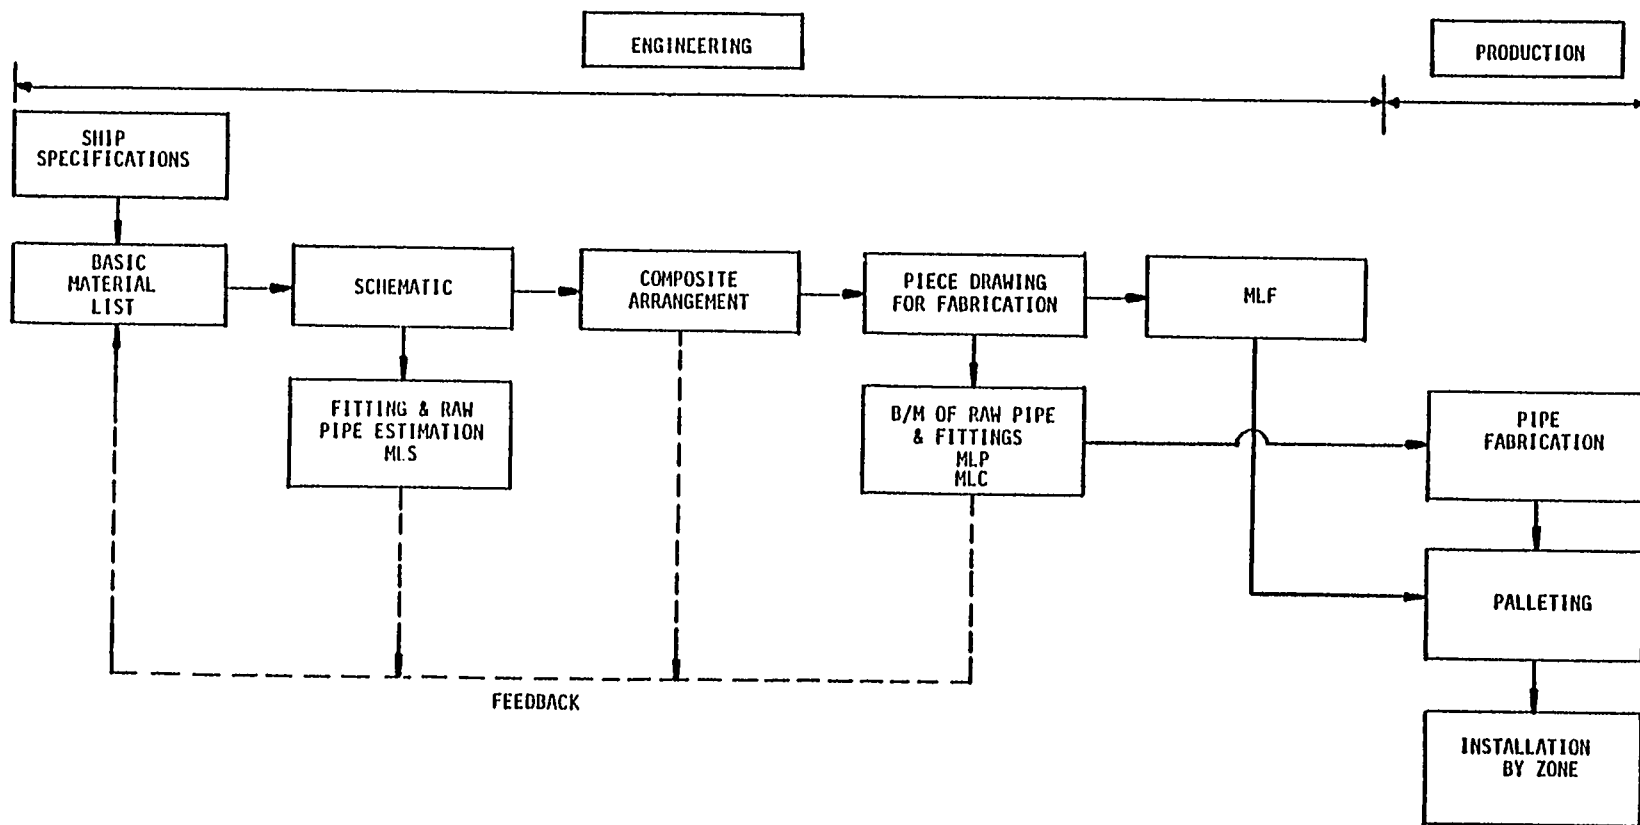 ENGINEERING
PRODUCTION
SHIP
SPECIFICATIONS
BASIC
MATERIAL
LIST
SCHEMATIC
COMPOSITE
ARRANGEMENT
PIECE DRAWING
FOR FABRICATION
MLF
FITTING & RAW
PIPE ESTIMATION
MLS
B/M OF RAW PIPE
& FITTINGS
MLP
MLC
PIPE
FABRICATION
PALLETING
FEEDBACK
INSTALLATION
BY ZONE